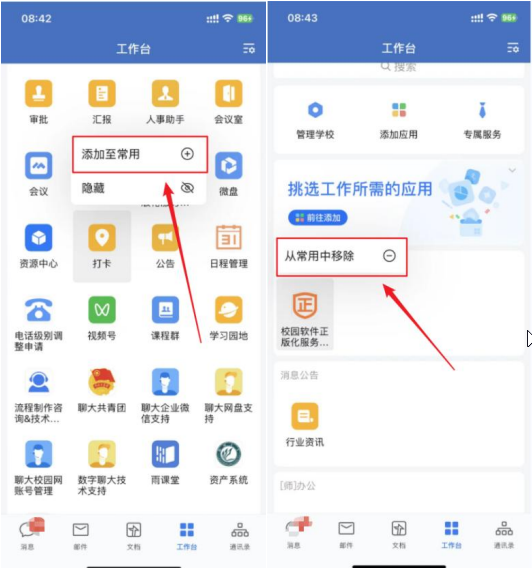 08:42
96+
工作台
审批
汇报
人事助手
会议室
添加至常用
隐藏
会议
微盘
资源中心
打卡
公告
日程管理
31
电话级别调
整申请
视频号
课程群
学习园地
流程制作咨
询&技术...
聊大共青团
聊大企业微
信支持
聊大网盘支
持
聊大校园网
账号管理
数字聊大技
术支持
雨课堂
资产系统
消息
邮件
文档
工作台
通讯录
08:43
96+
工作台
搜索
管理学校
添加应用
专属服务
挑选工作所需的应用
前往添加
从常用中移除
正
校园软件正
版化服务...
消息公告
行业资讯
[师]办公
消息
邮件
文档
工作台
通讯录